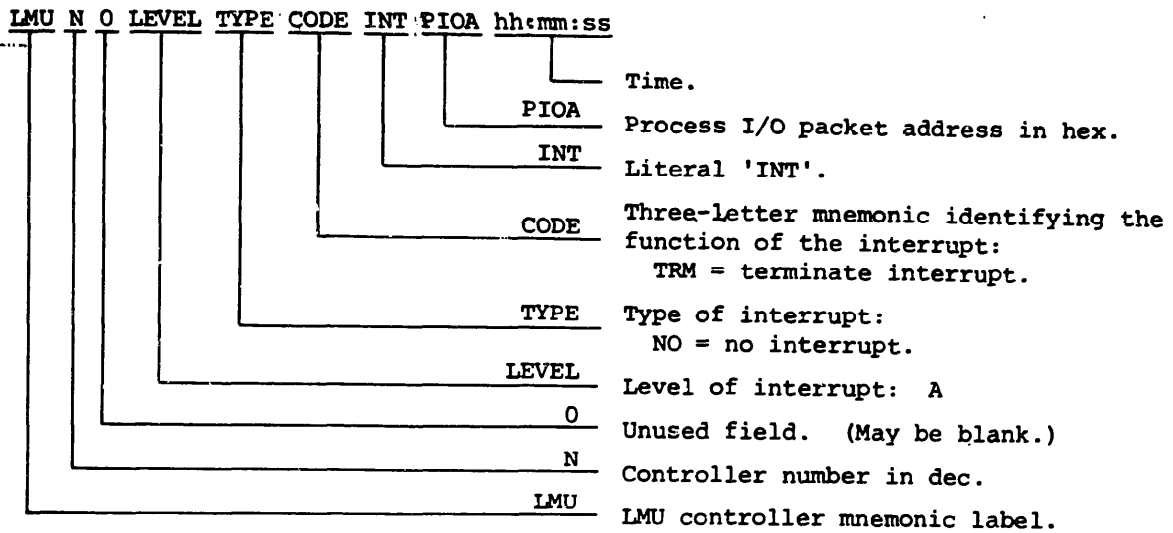 LMU N O LEVEL TYPE CODE INT PIOA hh:mm:ss
Time.
PIOA
Process I/O packet address in hex.
INT
Literal 'INT'.
CODE
Three-letter mnemonic identifying the
function of the interrupt:
TRM = terminate interrupt.
TYPE
Type of interrupt:
NO = no interrupt.
LEVEL
Level of interrupt: A
O
Unused field. (May be blank.)
N
Controller number in dec.
LMU
LMU controller mnemonic label.